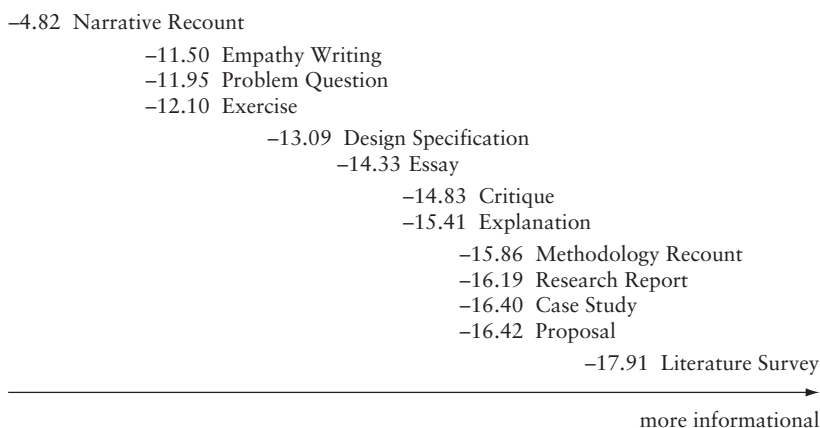 –4.82 Narrative Recount
–11.50 Empathy Writing
–11.95 Problem Question
–12.10 Exercise
–13.09 Design Specification
–14.33 Essay
–14.83 Critique
–15.41 Explanation
–15.86 Methodology Recount
–16.19 Research Report
–16.40 Case Study
–16.42 Proposal
–17.91 Literature Survey
more informational